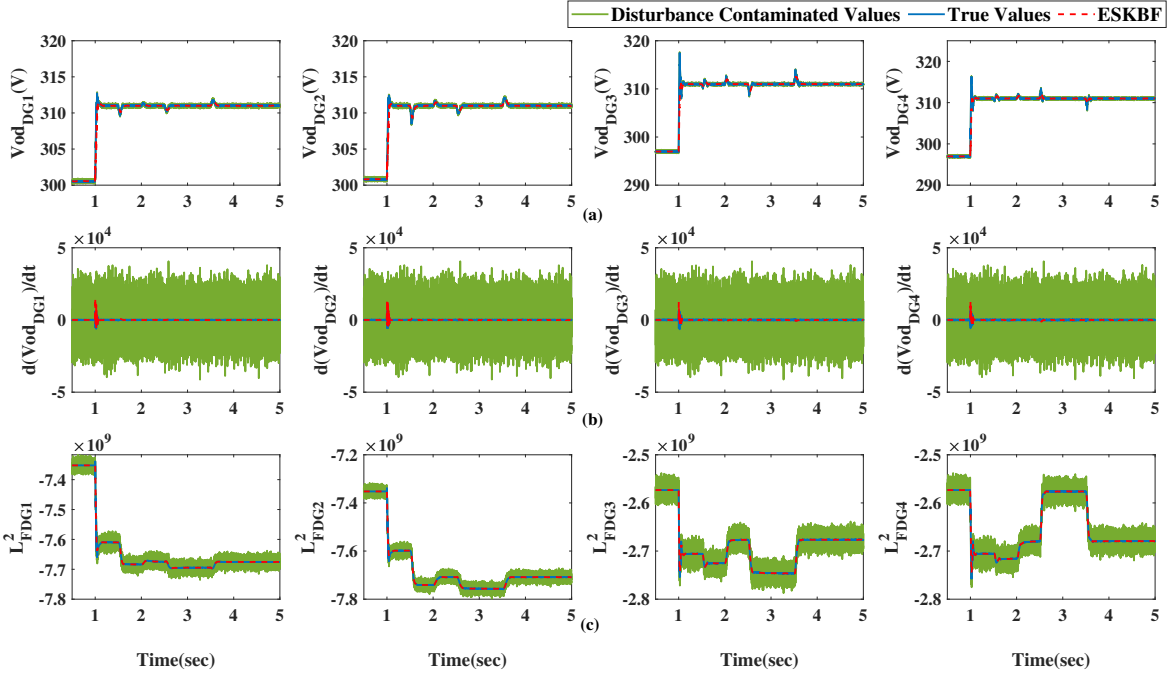 Disturbance Contaminated Values True Values ESKBF
320
315
310
305
300
Vod_DG1(V)
1 2 3 4 5
320
315
310
305
300
Vod_DG2(V)
1 2 3 4 5
320
310
300
290
Vod_DG3(V)
1 2 3 4 5
320
310
300
290
Vod_DG4(V)
1 2 3 4 5
(a)
×10^4
5
0
-5
d(Vod_DG1)/dt
1 2 3 4 5
×10^4
5
0
-5
d(Vod_DG2)/dt
1 2 3 4 5
×10^4
5
0
-5
d(Vod_DG3)/dt
1 2 3 4 5
×10^4
5
0
-5
d(Vod_DG4)/dt
1 2 3 4 5
(b)
×10^9
-7.4
-7.6
-7.7
-7.8
L^2_FDG1
1 2 3 4 5
×10^9
-7.2
-7.4
-7.6
-7.8
L^2_FDG2
1 2 3 4 5
×10^9
-2.5
-2.6
-2.7
-2.8
L^2_FDG3
1 2 3 4 5
×10^9
-2.5
-2.6
-2.7
-2.8
L^2_FDG4
1 2 3 4 5
(c)
Time(sec) Time(sec) Time(sec) Time(sec)